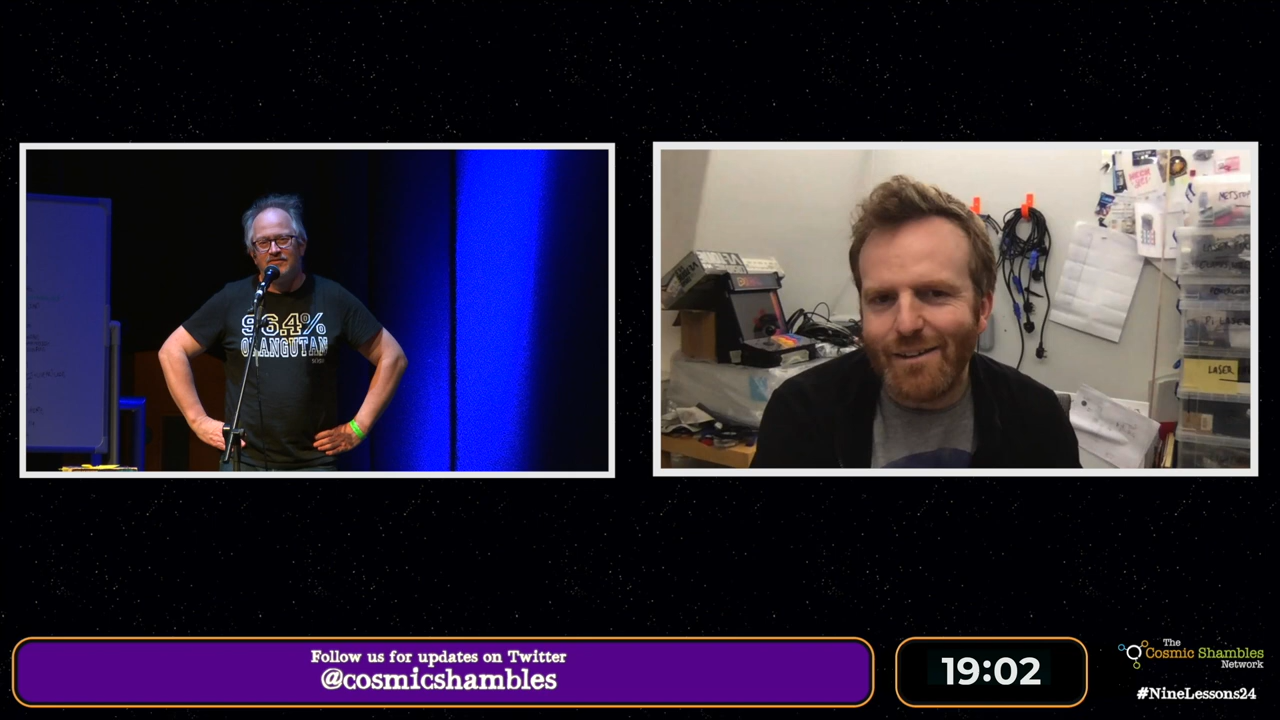 96.4%
ORANGUTAN
LASER
Follow us for updates on Twitter
@cosmicshambles
19:02
The
Cosmic Shambles
Network
#NineLessons24